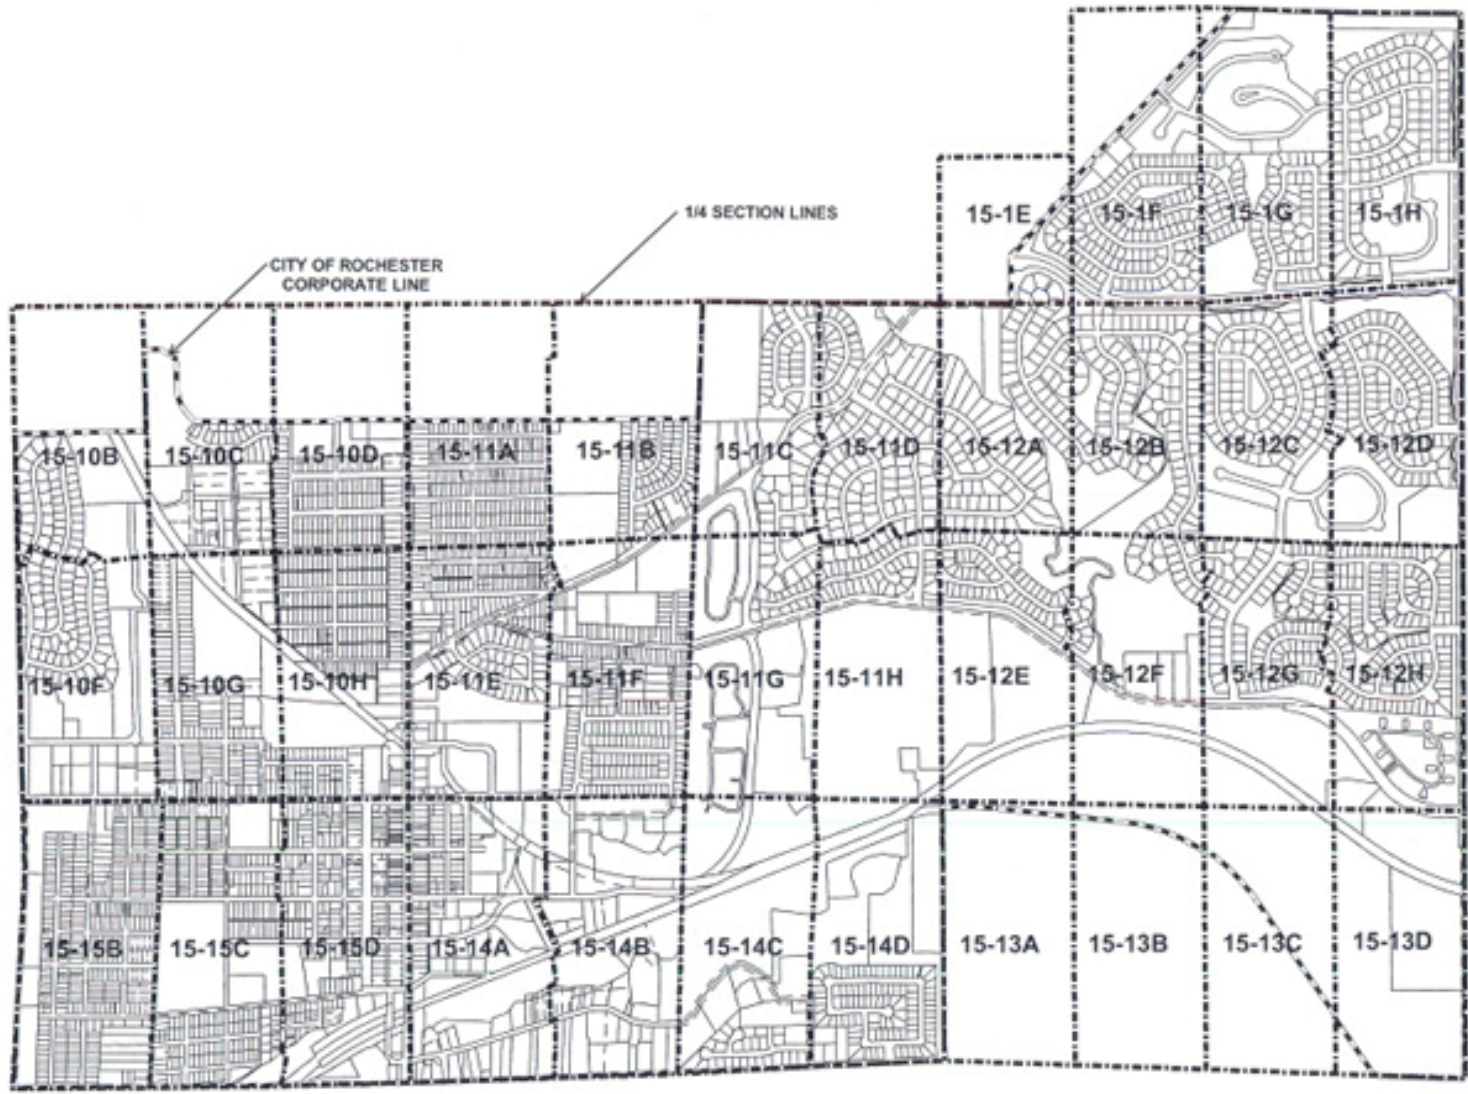 15-1E
15-1F
15-1G
15-1H
1/4 SECTION LINES
CITY OF ROCHESTER
CORPORATE LINE
15-10B
15-10C
15-10D
15-11A
15-11B
15-11C
15-11D
15-12A
15-12B
15-12C
15-12D
15-10F
15-10G
15-10H
15-11E
15-11F
15-11G
15-11H
15-12E
15-12F
15-12G
15-12H
15-15B
15-15C
15-15D
15-14A
15-14B
15-14C
15-14D
15-13A
15-13B
15-13C
15-13D